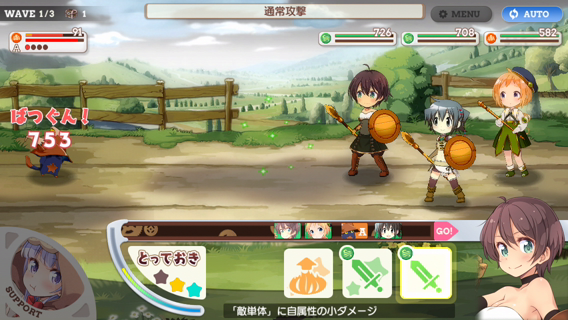 WAVE 1/3
1
通常攻撃
MENU
AUTO
91
A
726
708
582
ばつぐん！
753
A
GO!
とっておき
SUPPORT
「敵単体」に自属性の小ダメージ